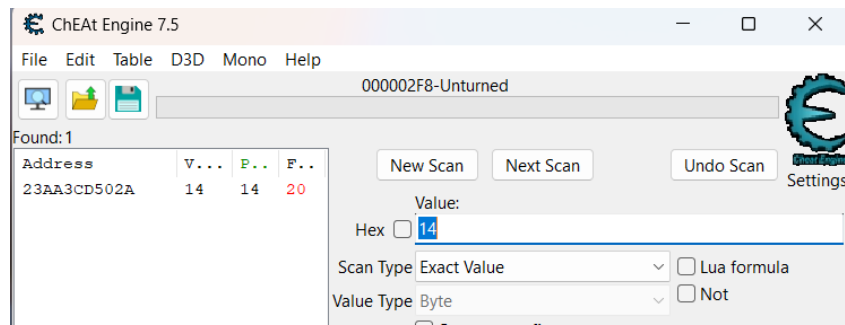 ChEAt Engine 7.5
File Edit Table D3D Mono Help
000002F8-Unturned
Found: 1
Address V... P.. F..
23AA3CD502A 14 14 20
New Scan Next Scan Undo Scan
Cheat Engine
Settings
Value:
Hex 14
Scan Type Exact Value
Lua formula
Value Type Byte
Not